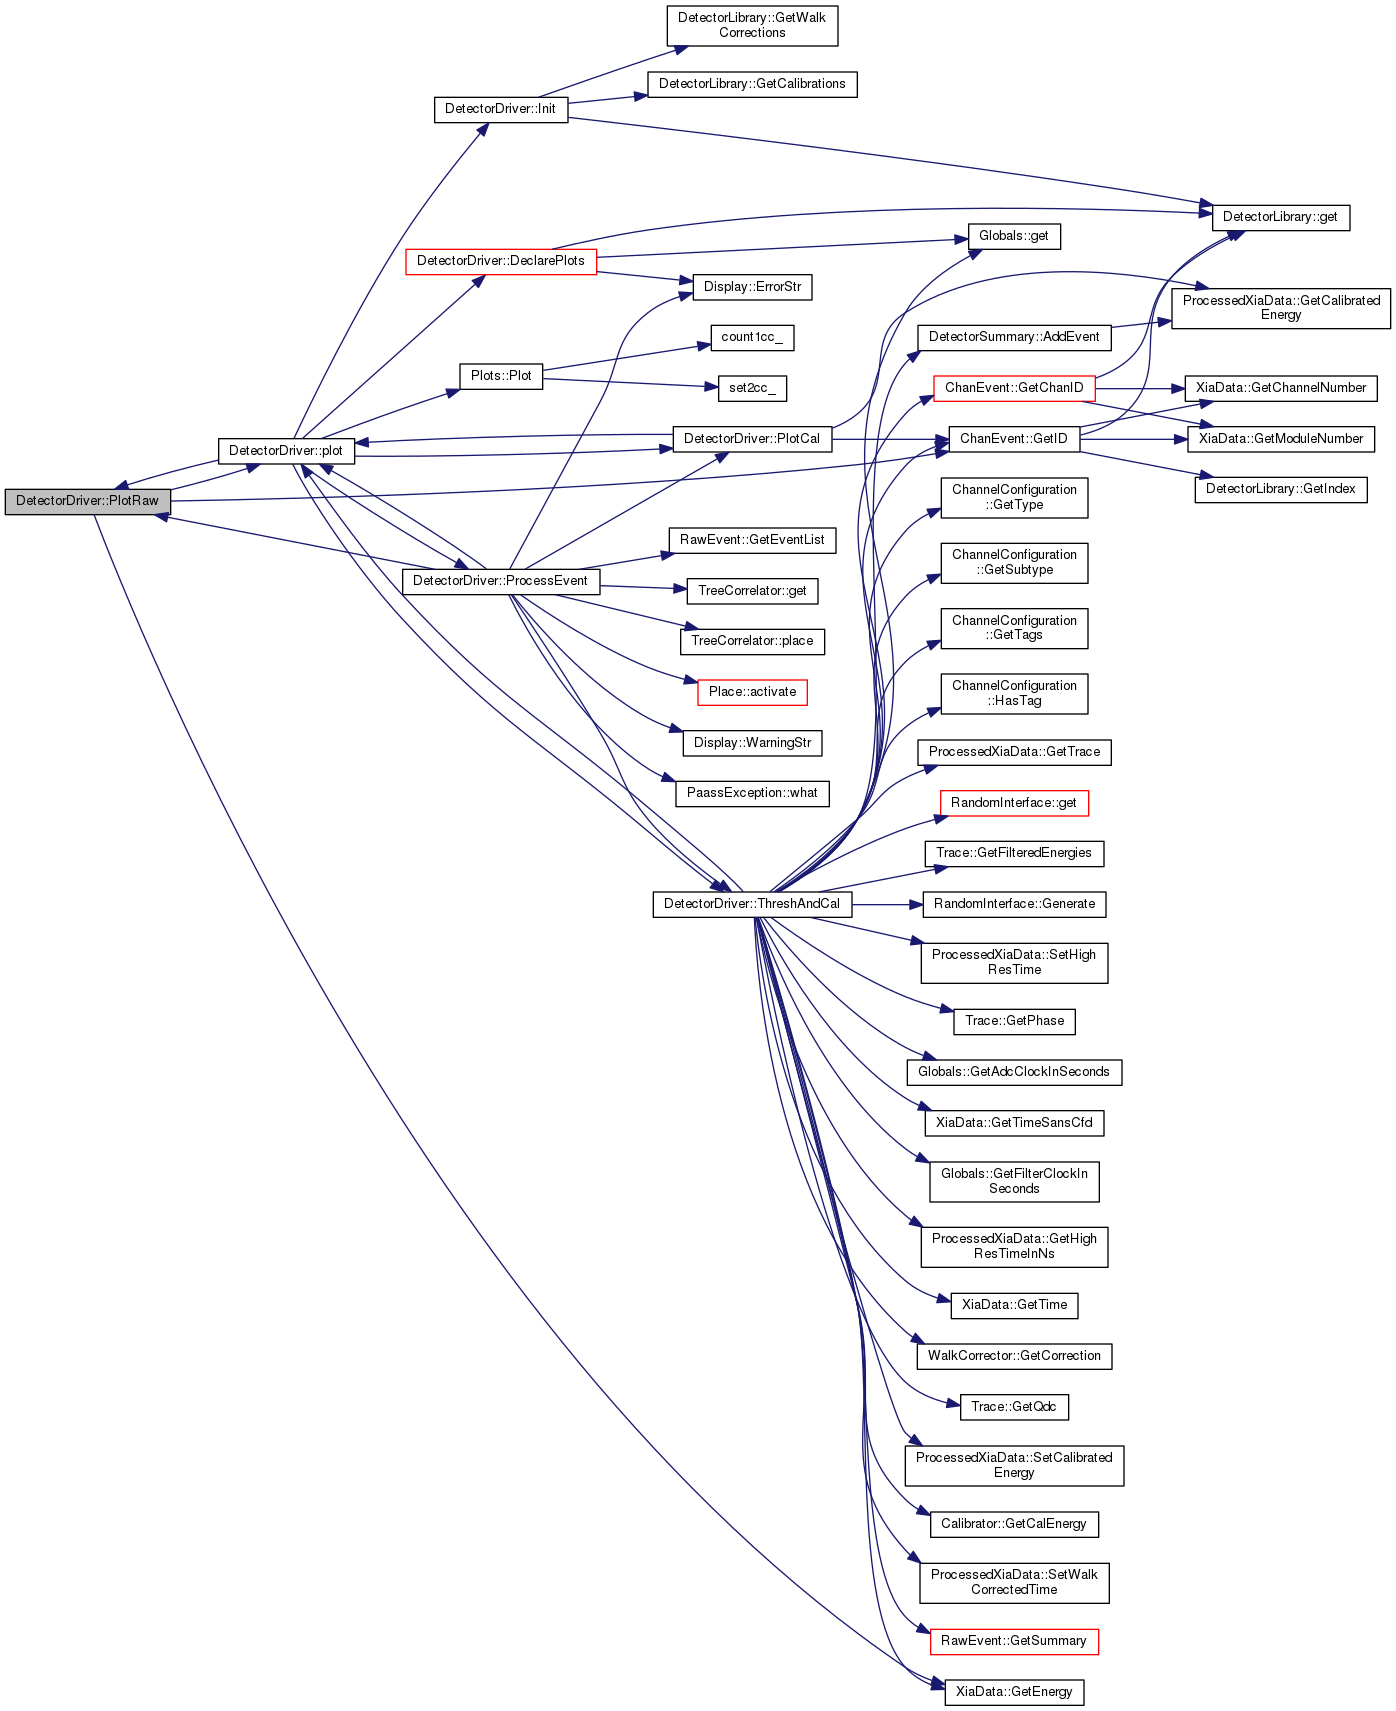 DetectorLibrary::GetWalk
Corrections
DetectorLibrary::GetCalibrations
DetectorDriver::Init
DetectorLibrary::get
Globals::get
DetectorDriver::DeclarePlots
Display::ErrorStr
ProcessedXiaData::GetCalibrated
Energy
count1cc_
DetectorSummary::AddEvent
Plots::Plot
set2cc_
ChanEvent::GetChanID
XiaData::GetChannelNumber
DetectorDriver::plot
DetectorDriver::PlotCal
ChanEvent::GetID
XiaData::GetModuleNumber
DetectorDriver::PlotRaw
ChannelConfiguration
::GetType
DetectorLibrary::GetIndex
RawEvent::GetEventList
ChannelConfiguration
::GetSubtype
DetectorDriver::ProcessEvent
TreeCorrelator::get
TreeCorrelator::place
ChannelConfiguration
::GetTags
Place::activate
ChannelConfiguration
::HasTag
Display::WarningStr
ProcessedXiaData::GetTrace
PaassException::what
RandomInterface::get
Trace::GetFilteredEnergies
DetectorDriver::ThreshAndCal
RandomInterface::Generate
ProcessedXiaData::SetHigh
ResTime
Trace::GetPhase
Globals::GetAdcClockInSeconds
XiaData::GetTimeSansCfd
Globals::GetFilterClockIn
Seconds
ProcessedXiaData::GetHigh
ResTimeInNs
XiaData::GetTime
WalkCorrector::GetCorrection
Trace::GetQdc
ProcessedXiaData::SetCalibrated
Energy
Calibrator::GetCalEnergy
ProcessedXiaData::SetWalk
CorrectedTime
RawEvent::GetSummary
XiaData::GetEnergy